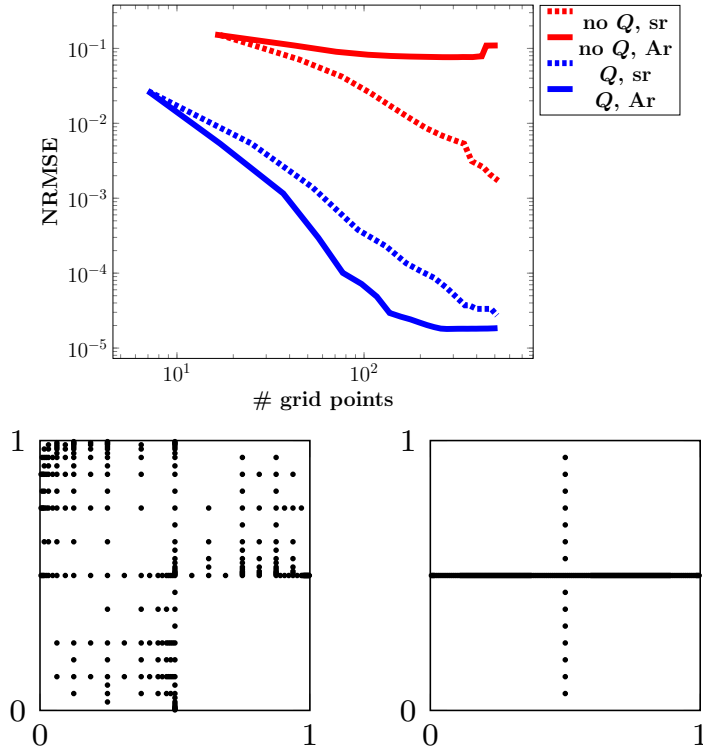 10^{-1}
10^{-2}
10^{-3}
10^{-4}
10^{-5}
NRMSE
10^1
10^2
# grid points
no Q, sr
no Q, Ar
Q, sr
Q, Ar
1
0
0
1
1
0
0
1